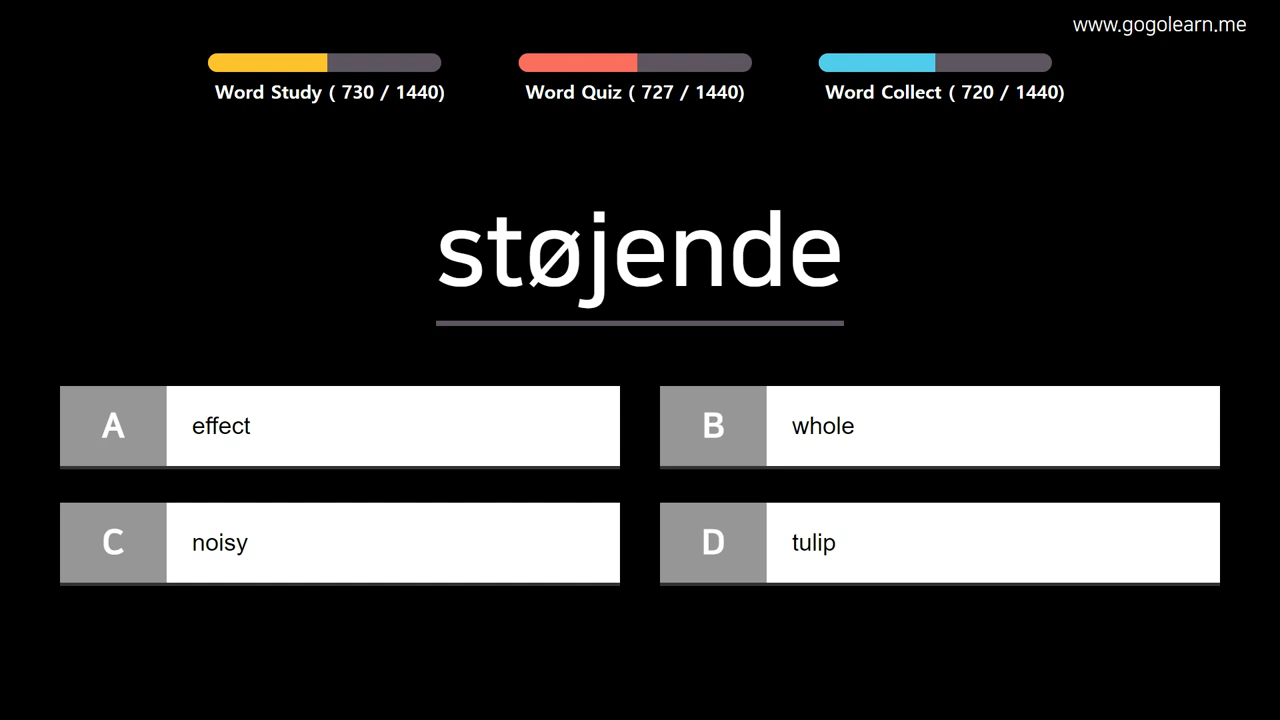 www.gogolearn.me
Word Study ( 730 / 1440)
Word Quiz ( 727 / 1440)
Word Collect ( 720 / 1440)
støjende
A effect
B whole
C noisy
D tulip